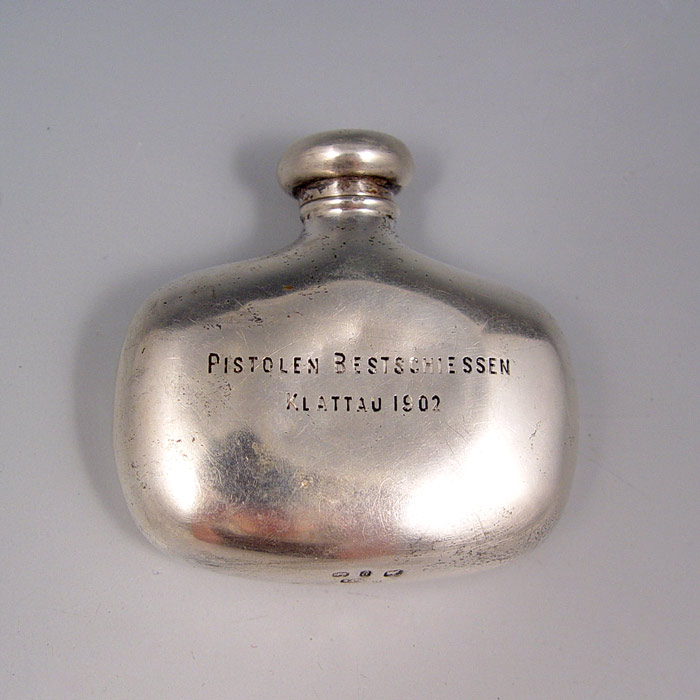 PISTOLEN BESTSCHIESSEN
KLATTAU 1902